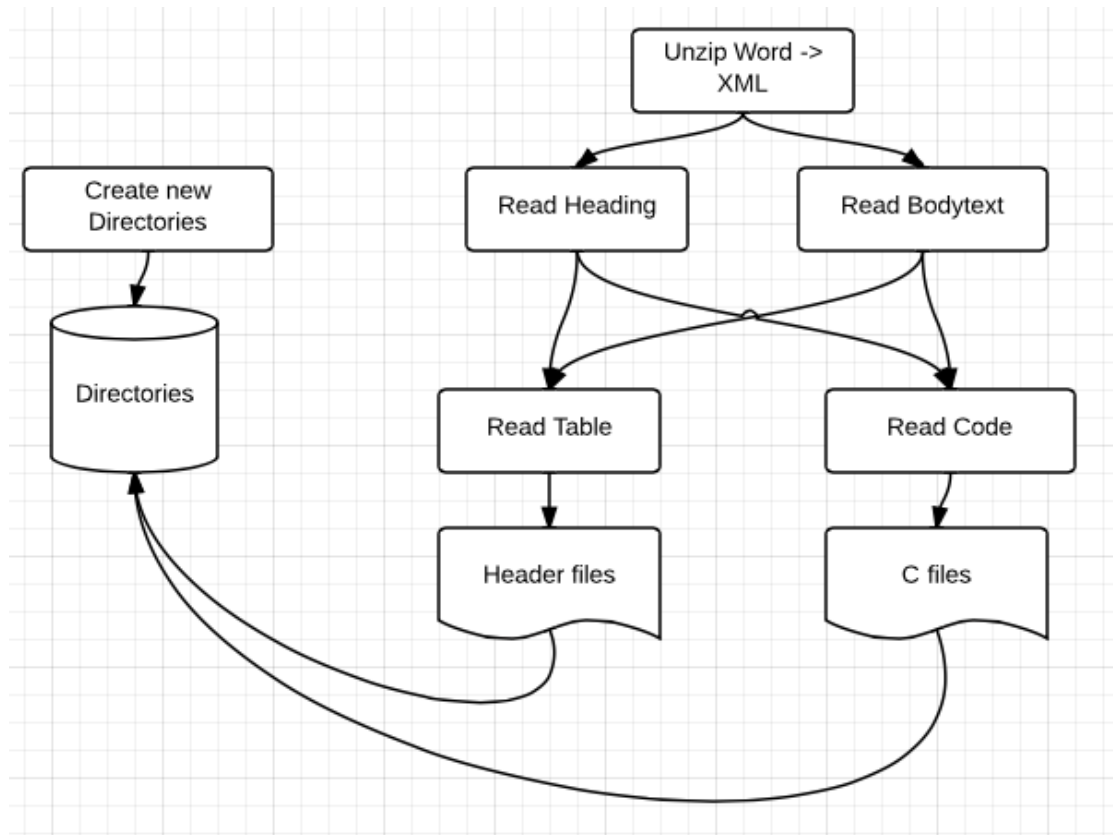 Unzip Word ->
XML
Create new
Directories
Read Heading
Read Bodytext
Directories
Read Table
Read Code
Header files
C files